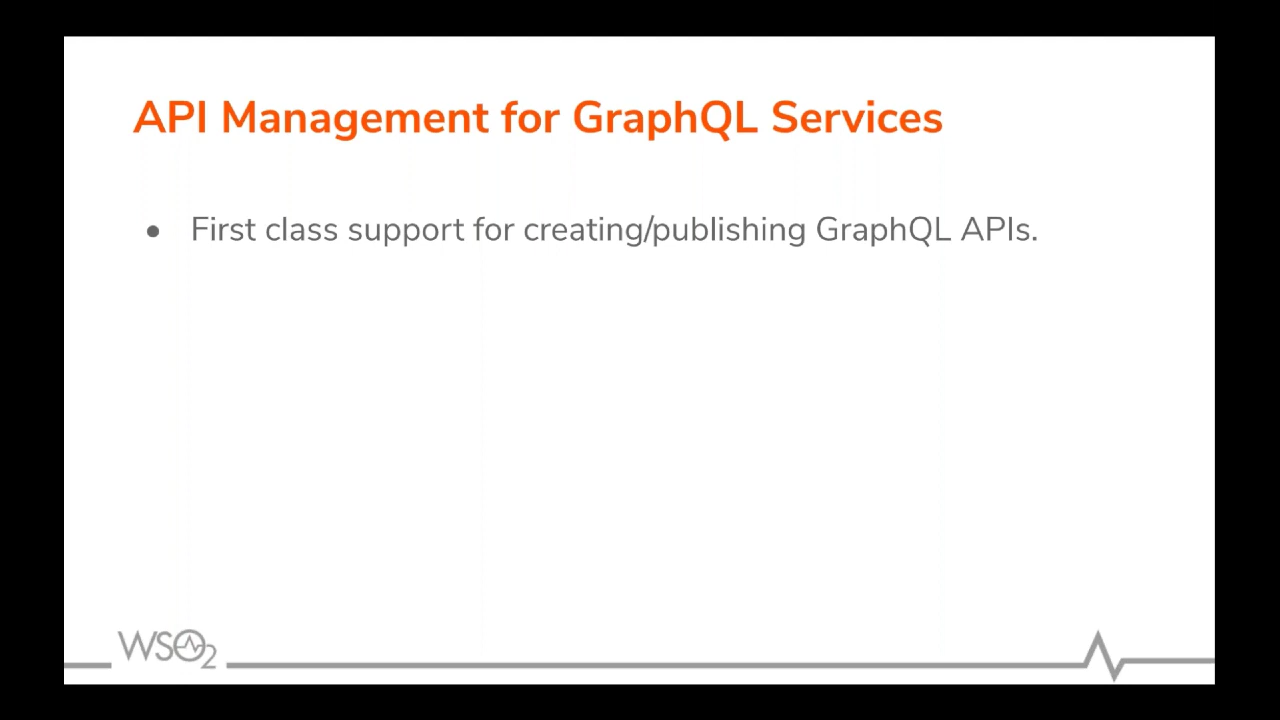 API Management for GraphQL Services
● First class support for creating/publishing GraphQL APIs.
WSO2